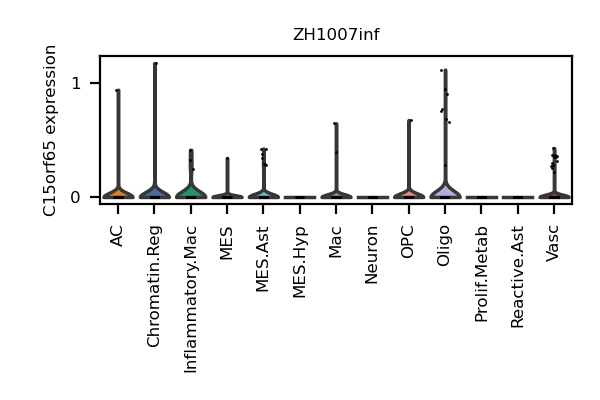 ZH1007inf
C15orf65 expression
1
0
AC
Chromatin.Reg
Inflammatory.Mac
MES
MES.Ast
MES.Hyp
Mac
Neuron
OPC
Oligo
Prolif.Metab
Reactive.Ast
Vasc